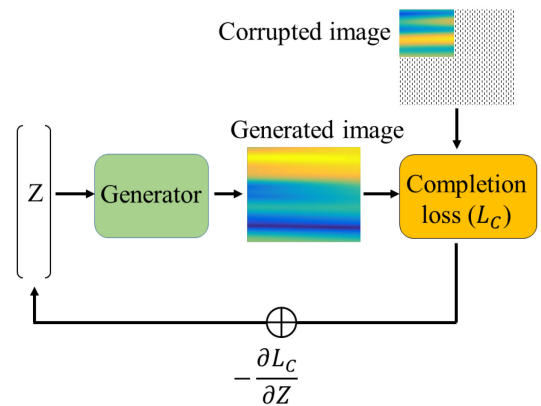 Corrupted image
Generated image
Z
Generator
Completion
loss (L_C)
−∂L_C/∂Z